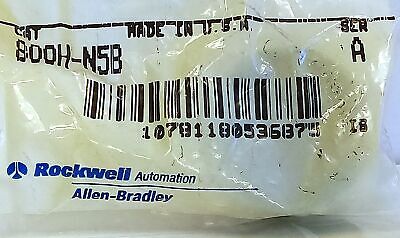 CAT MADE IN U.S.A. SER
800H-N5B A
10781180536875 IB
Rockwell Automation
Allen-Bradley